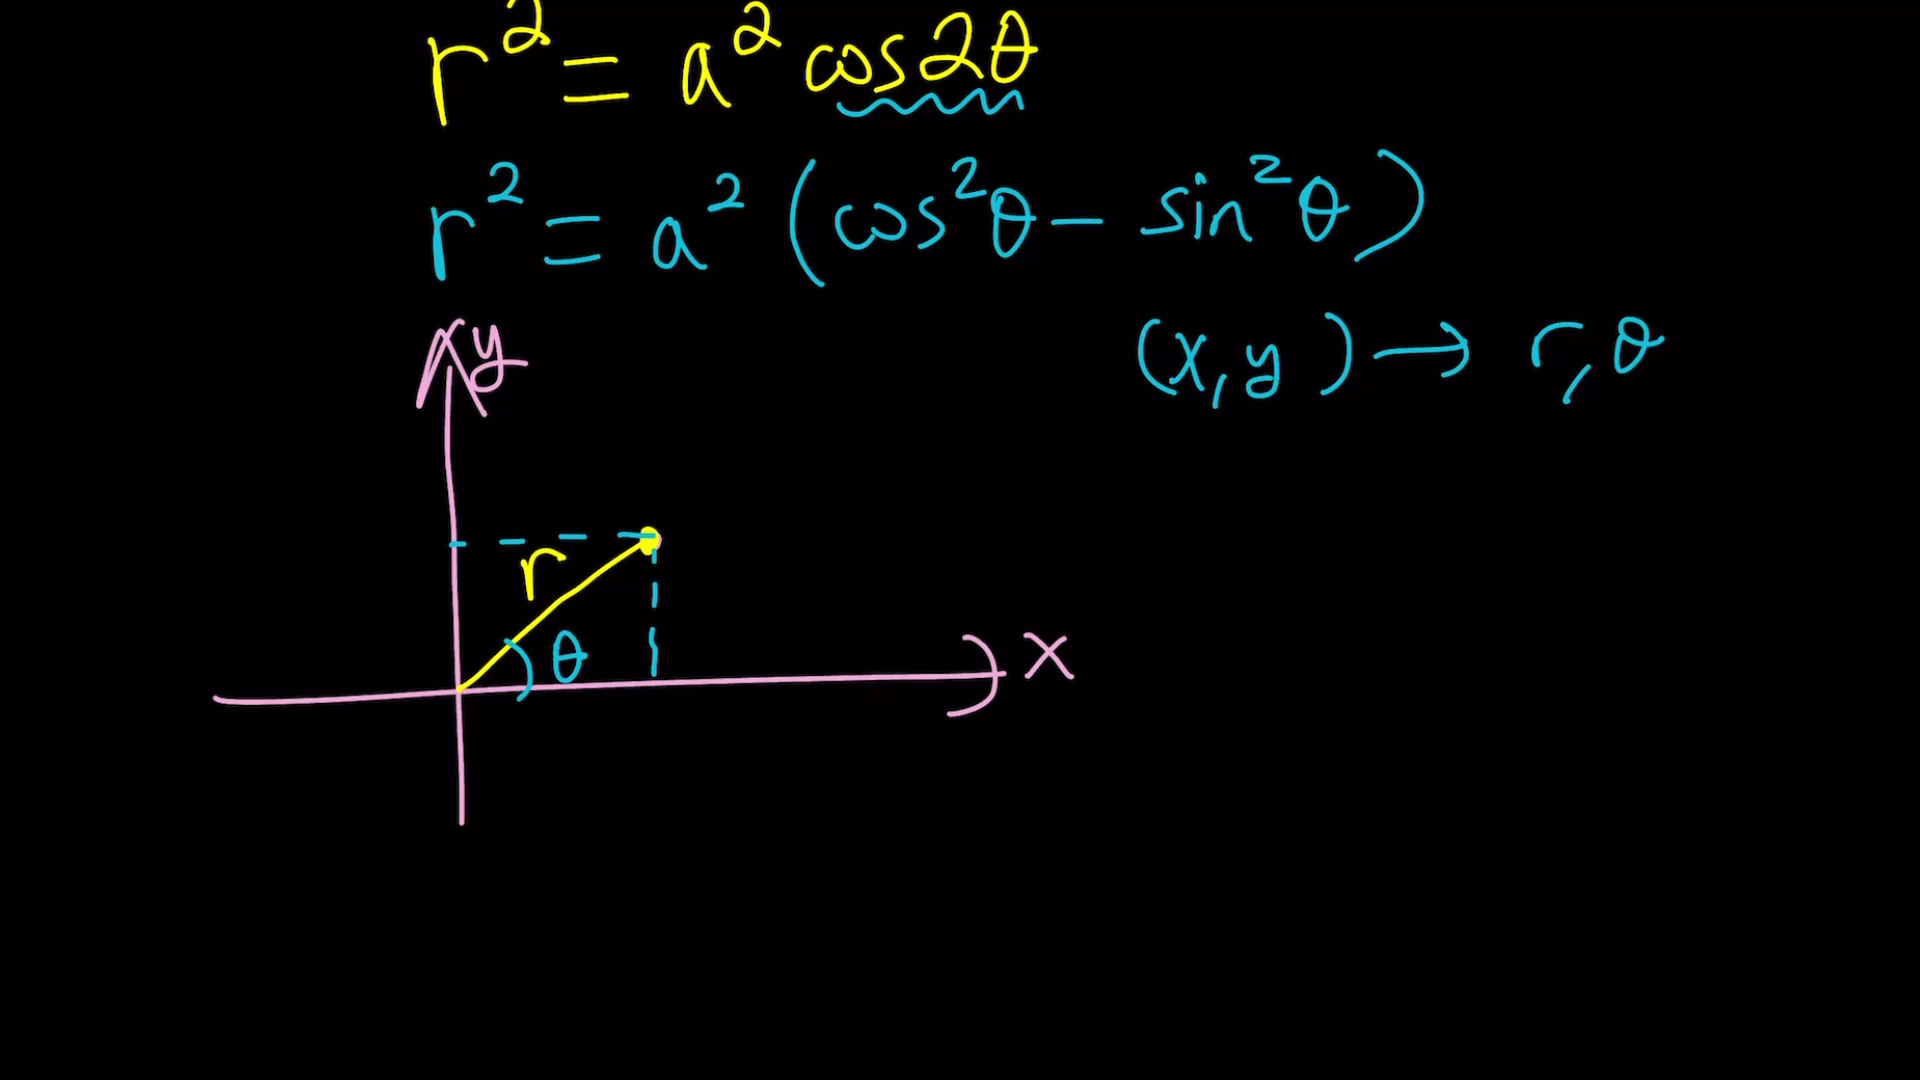 r² = a² cos2θ
r² = a² (cos²θ − sin²θ)
(x, y) → r, θ
y
r
θ
x